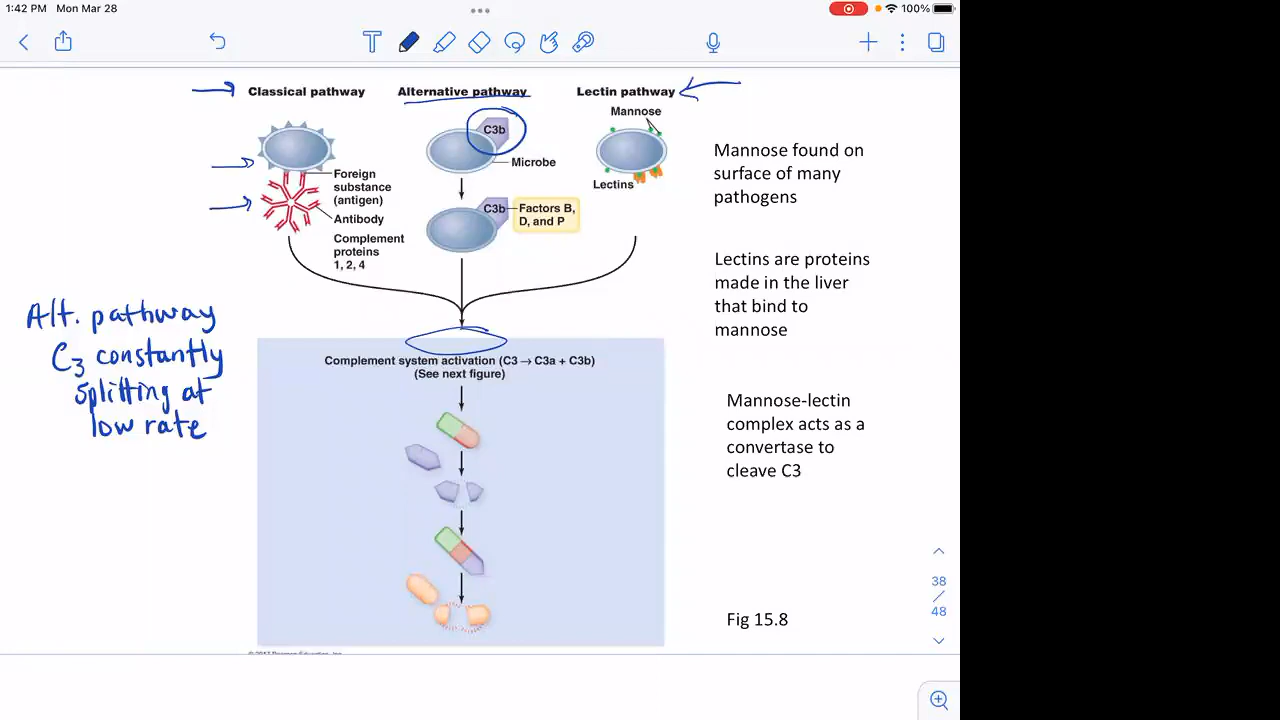 1:42 PM Mon Mar 28
100%
Classical pathway
Alternative pathway
Lectin pathway
Mannose
C3b
Microbe
Lectins
Foreign
substance
(antigen)
Antibody
Complement
proteins
1, 2, 4
C3b
Factors B,
D, and P
Mannose found on
surface of many
pathogens
Lectins are proteins
made in the liver
that bind to
mannose
Alt. pathway
C3 constantly
splitting at
low rate
Complement system activation (C3 → C3a + C3b)
(See next figure)
Mannose-lectin
complex acts as a
convertase to
cleave C3
Fig 15.8
38
/
48
T